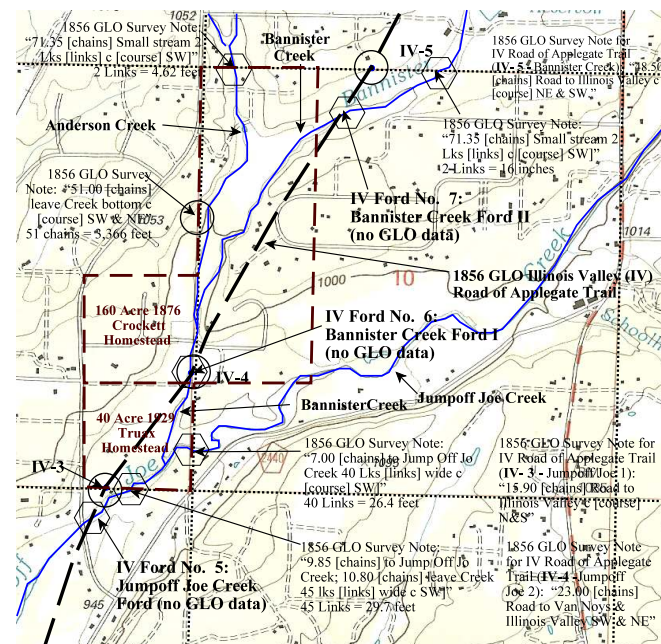 1052
1856 GLO Survey Note:
"71.35 [chains] Small stream 2
Lks [links] c [course] SW]"
2 Links = 4.62 feet
Bannister
Creek
IV-5
Bannister
1856 GLO Survey Note for
IV Road of Applegate Trail
(IV- 5 - Bannister Creek): "48.50
[chains] Road to Illinois Valley c
[course] NE & SW."
Anderson Creek
1856 GLO Survey Note:
"71.35 [chains] Small stream 2
Lks [links] c [course] SW]"
2 Links = 16 inches
1856 GLO Survey
Note: "51.00 [chains]
leave Creek bottom c
[course] SW & NE"
51 chains = 3,366 feet
1053
IV Ford No. 7:
Bannister Creek Ford II
(no GLO data)
Creek
1014
1000
10
1856 GLO Illinois Valley (IV)
Road of Applegate Trail
160 Acre 1876
Crockett
Homestead
IV Ford No. 6:
Bannister Creek Ford I
(no GLO data)
IV-4
BannisterCreek
Jumpoff Joe Creek
40 Acre 1929
Truax
Homestead
IV-3
Joe
1856 GLO Survey Note:
"7.00 [chains] to Jump Off Jo
Creek 40 Lks [links] wide c
[course] SW]"
40 Links = 26.4 feet
2440
1856 GLO Survey Note for
IV Road of Applegate Trail
(IV- 3 - Jumpoff Joe 1):
"15.90 [chains] Road to
Illinois Valley c [course]
N&S"
IV Ford No. 5:
Jumpoff Joe Creek
Ford (no GLO data)
945
1856 GLO Survey Note:
"9.85 [chains] to Jump Off Jo
Creek; 10.80 [chains] leave Creek
45 lks [links] wide c SW]"
45 Links = 29.7 feet
1856 GLO Survey Note
for IV Road of Applegate
Trail (IV-4 -Jumpoff
Joe 2): "23.00 [chains]
Road to Van Noys &
Illinois Valley SW & NE"